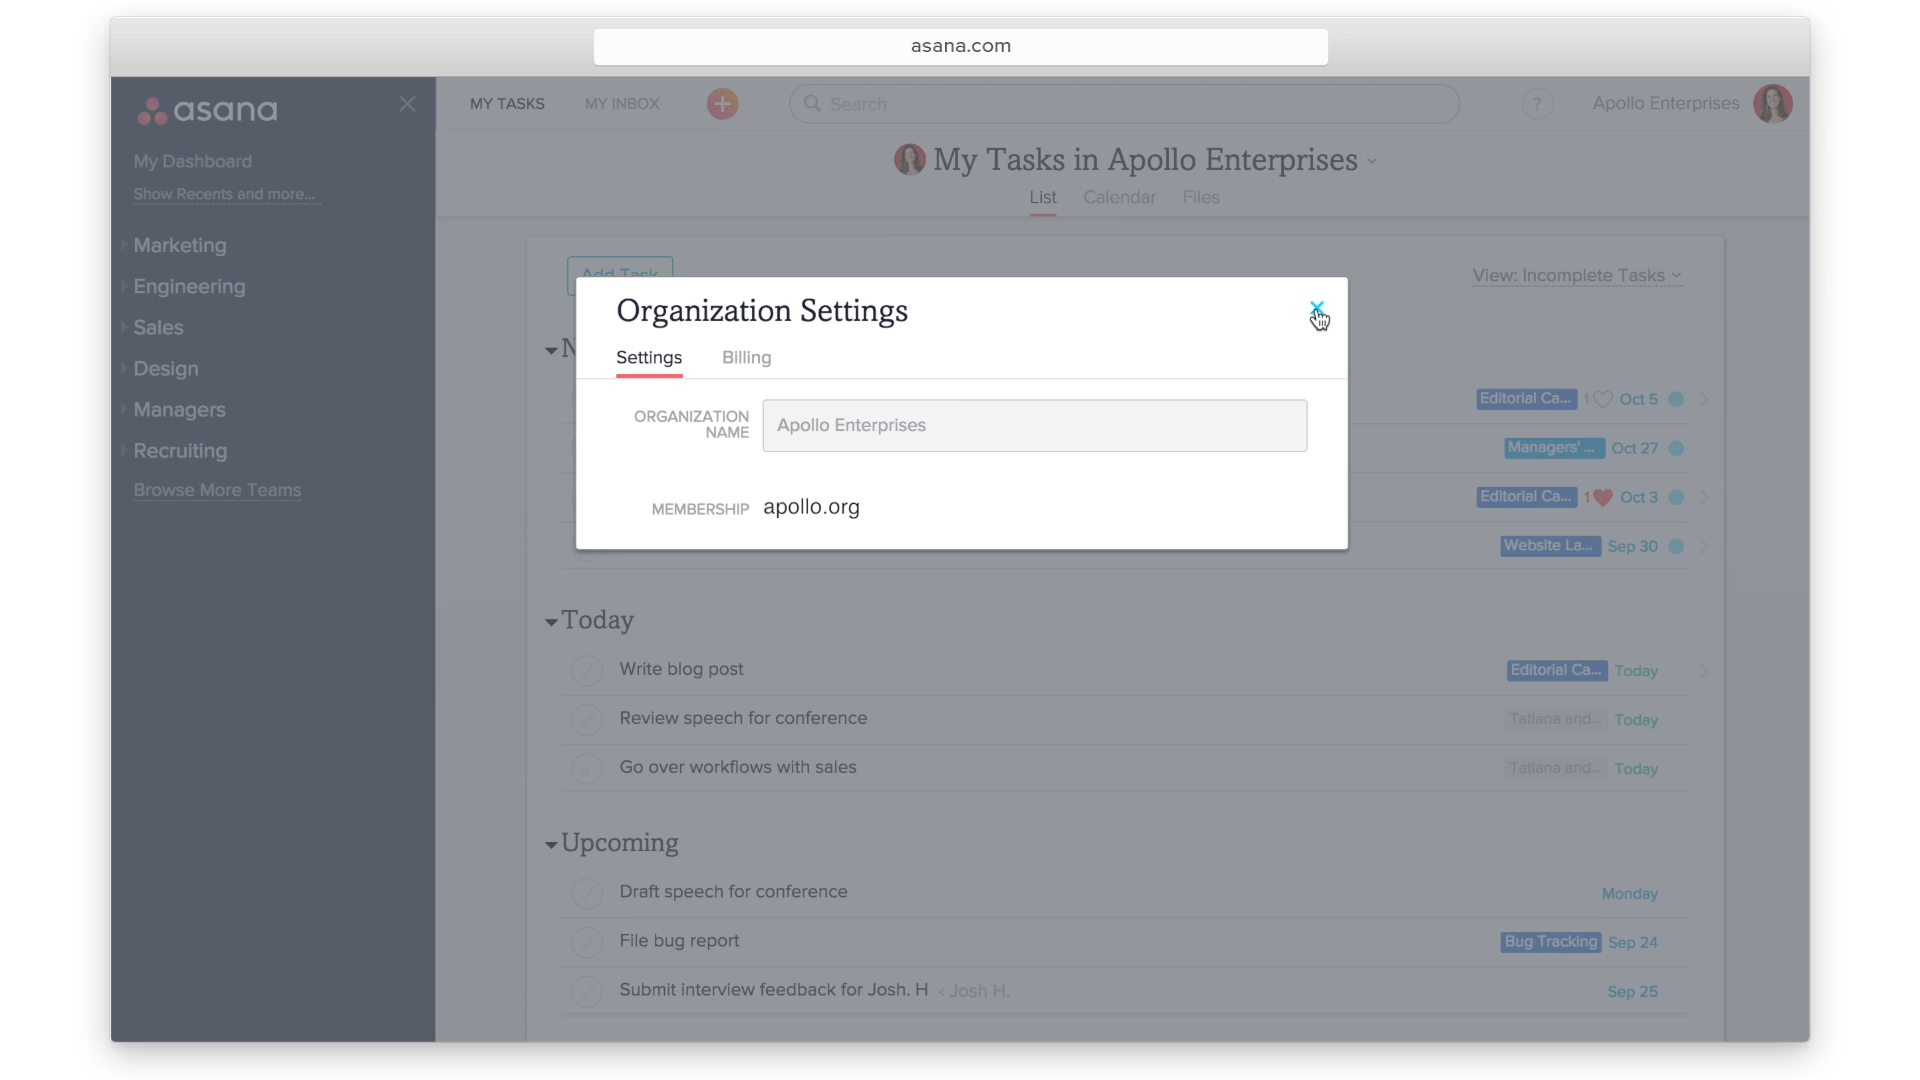 asana.com
asana
My Dashboard
Show Recents and more...
Marketing
Engineering
Sales
Design
Managers
Recruiting
Browse More Teams
MY TASKS
MY INBOX
Search
?
Apollo Enterprises
My Tasks in Apollo Enterprises
List
Calendar
Files
Add Task
View: Incomplete Tasks
Organization Settings
Settings
Billing
ORGANIZATION
NAME
Apollo Enterprises
MEMBERSHIP
apollo.org
Editorial Ca... 1 Oct 5
Managers' ... Oct 27
Editorial Ca... 1 Oct 3
Website La... Sep 30
Today
Write blog post
Editorial Ca... Today
Review speech for conference
Tatiana and... Today
Go over workflows with sales
Tatiana and... Today
Upcoming
Draft speech for conference
Monday
File bug report
Bug Tracking Sep 24
Submit interview feedback for Josh. H ‹ Josh H.
Sep 25